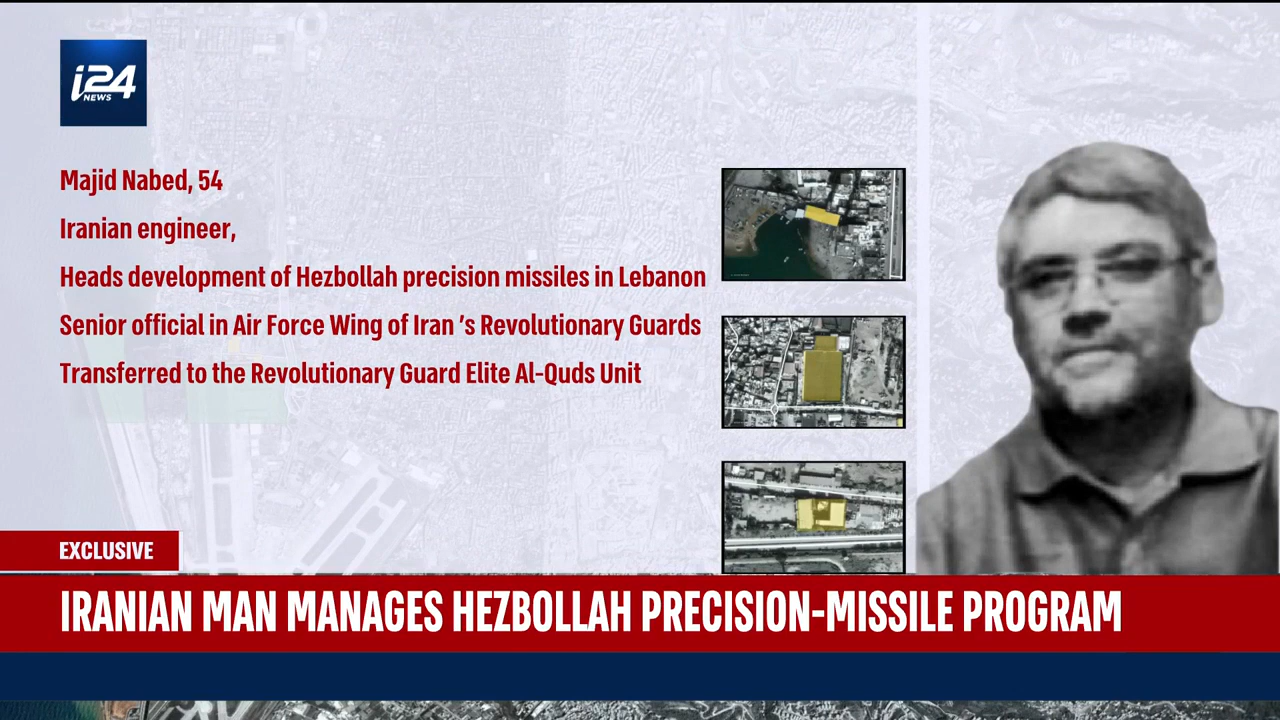 i24
NEWS
Majid Nabed, 54
Iranian engineer,
Heads development of Hezbollah precision missiles in Lebanon
Senior official in Air Force Wing of Iran 's Revolutionary Guards
Transferred to the Revolutionary Guard Elite Al-Quds Unit
EXCLUSIVE
IRANIAN MAN MANAGES HEZBOLLAH PRECISION-MISSILE PROGRAM